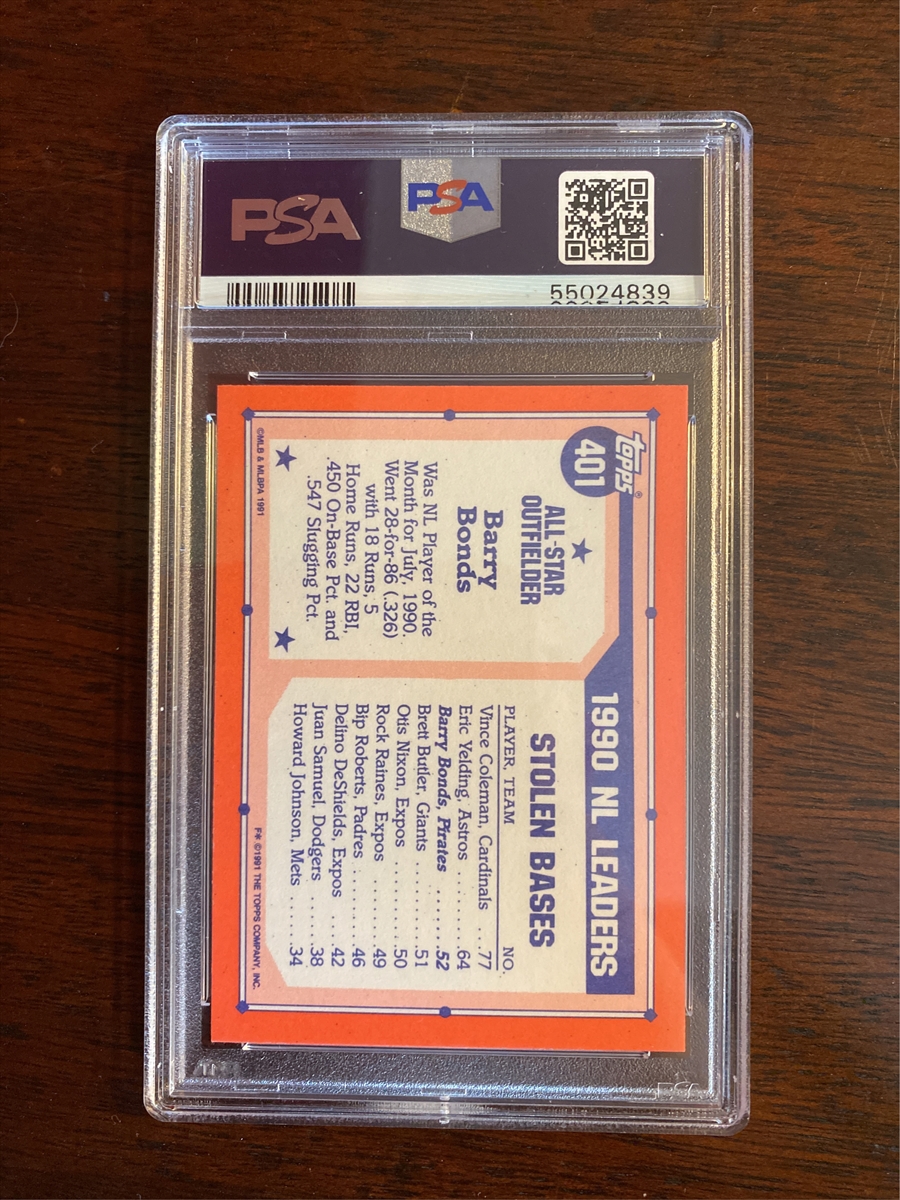 PSA
PSA
55024839
topps®
401
ALL-STAR
OUTFIELDER
Barry
Bonds
Was NL Player of the
Month for July, 1990.
Went 28-for-86 (.326)
with 18 Runs, 5
Home Runs, 22 RBI,
.450 On-Base Pct. and
.547 Slugging Pct.
©MLB & MLBPA 1991
1990 NL LEADERS
STOLEN BASES
PLAYER, TEAM NO.
Vince Coleman, Cardinals ...77
Eric Yelding, Astros ......64
Barry Bonds, Pirates .......52
Brett Butler, Giants ........51
Otis Nixon, Expos .........50
Rock Raines, Expos ......49
Bip Roberts, Padres .......46
Delino DeShields, Expos ...42
Juan Samuel, Dodgers ....38
Howard Johnson, Mets ....34
F* ©1991 THE TOPPS COMPANY, INC.